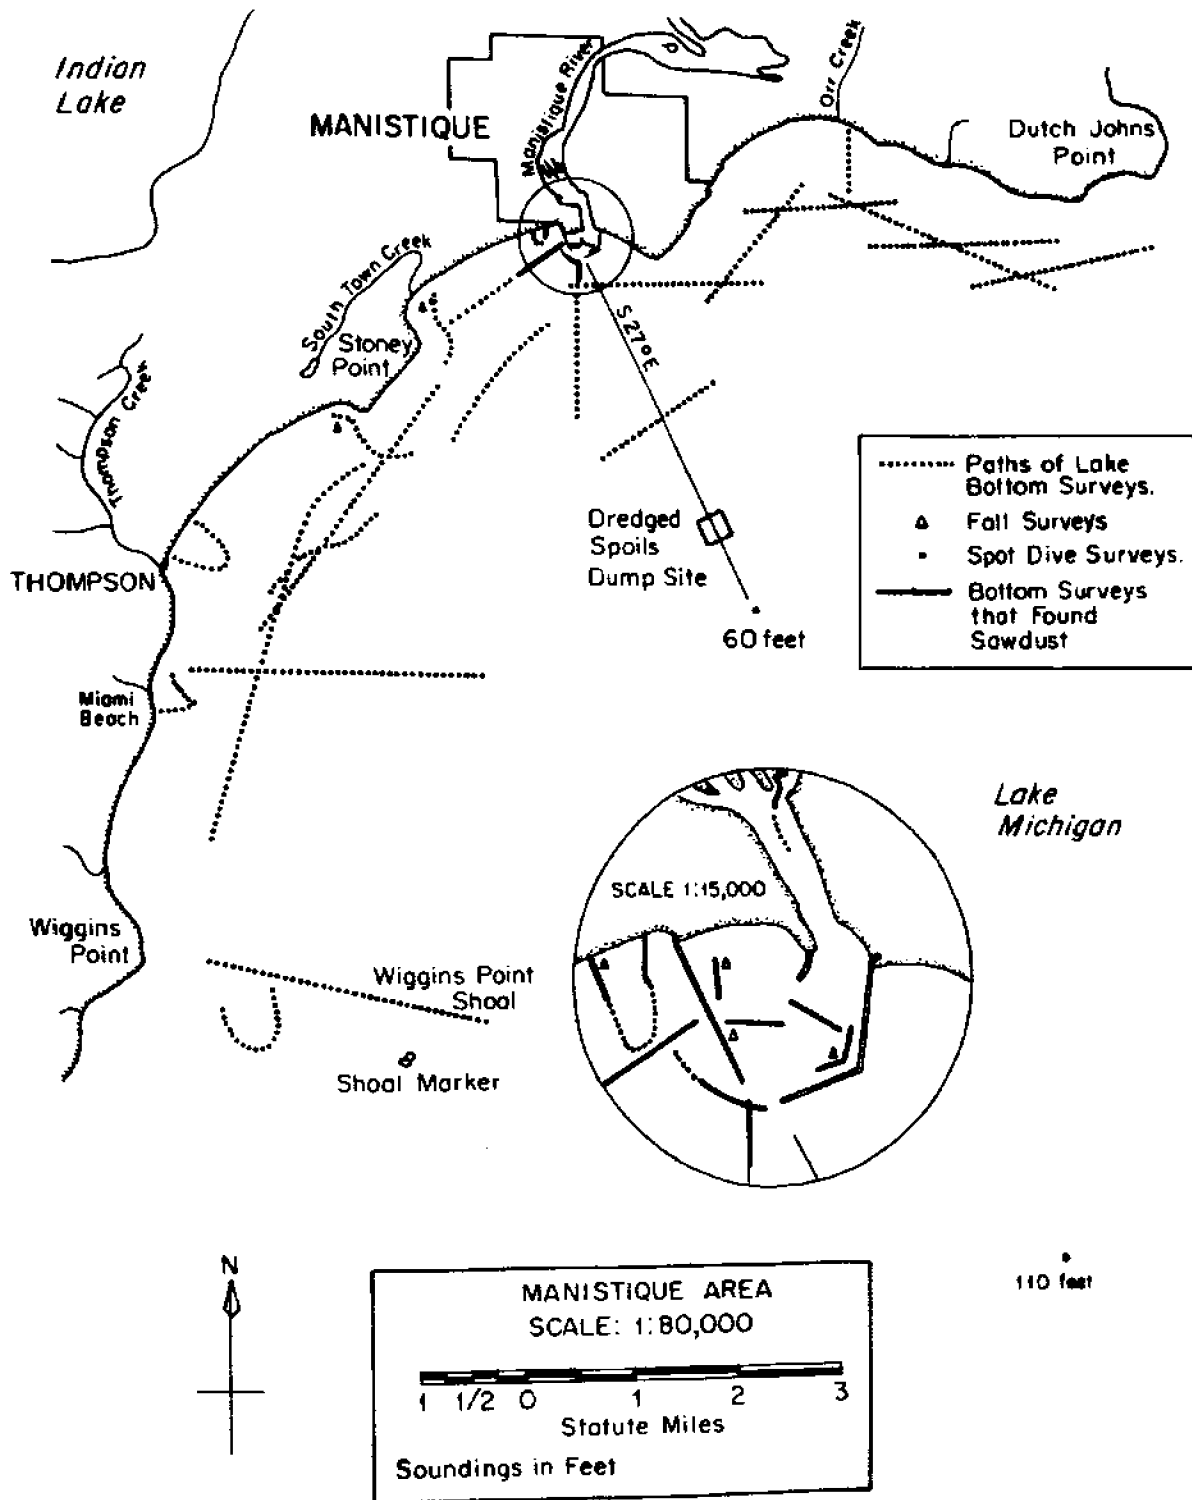 Indian
Lake
MANISTIQUE
Manistique River
Orr Creek
Dutch Johns
Point
South Town Creek
Stoney
Point
S 27° E
Thompson Creek
THOMPSON
Paths of Lake
Bottom Surveys.
Fall Surveys
Spot Dive Surveys.
Bottom Surveys
that Found
Sawdust
Dredged
Spoils
Dump Site
60 feet
Miami
Beach
Lake
Michigan
SCALE 1:15,000
Wiggins
Point
Wiggins Point
Shoal
Shoal Marker
N
110 feet
MANISTIQUE AREA
SCALE: 1:80,000
1 1/2 0 1 2 3
Statute Miles
Soundings in Feet